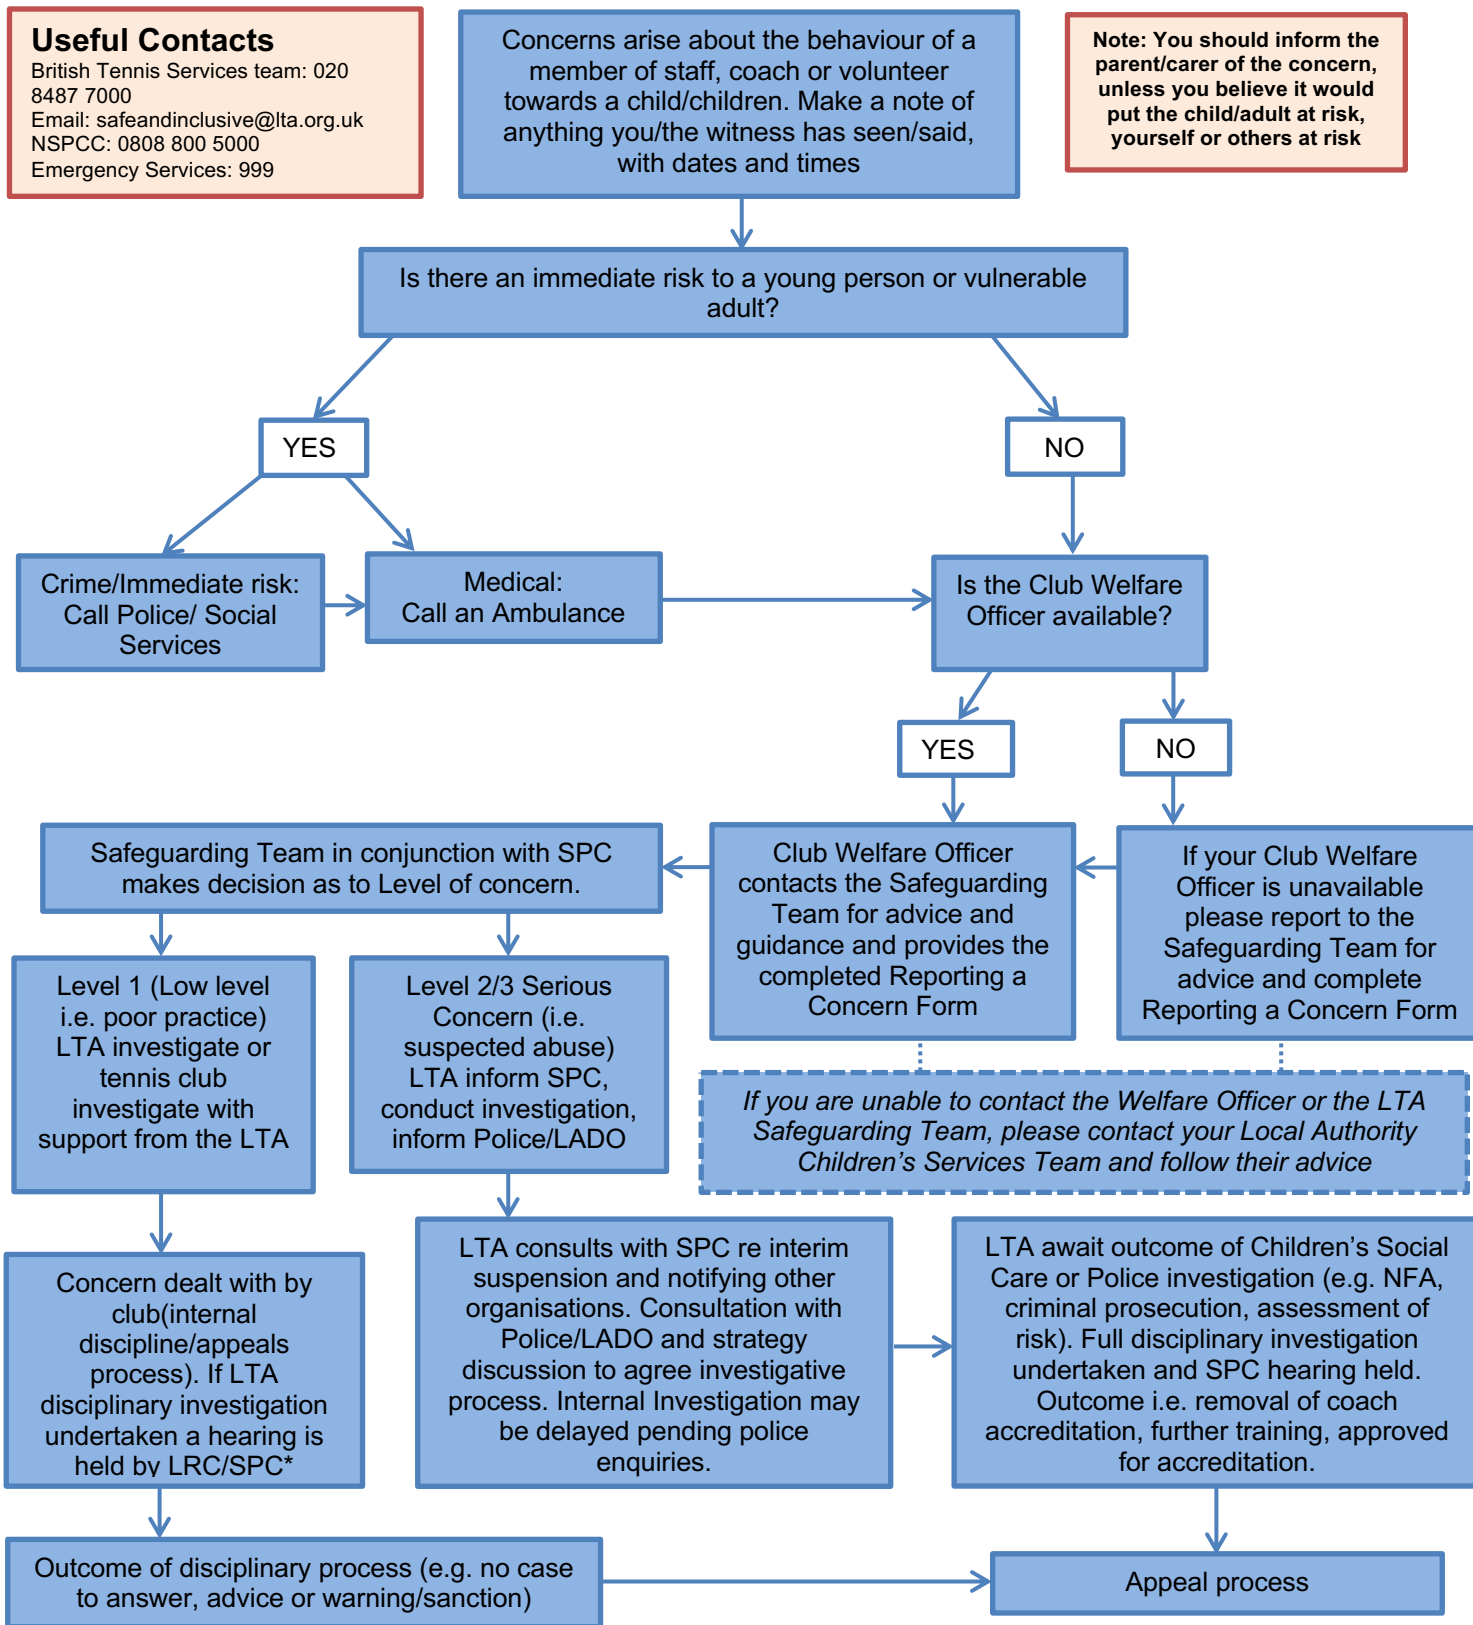 Useful Contacts
British Tennis Services team: 020
8487 7000
Email: safeandinclusive@lta.org.uk
NSPCC: 0808 800 5000
Emergency Services: 999
Concerns arise about the behaviour of a
member of staff, coach or volunteer
towards a child/children. Make a note of
anything you/the witness has seen/said,
with dates and times
Note: You should inform the
parent/carer of the concern,
unless you believe it would
put the child/adult at risk,
yourself or others at risk
Is there an immediate risk to a young person or vulnerable
adult?
YES
NO
Crime/Immediate risk:
Call Police/ Social
Services
Medical:
Call an Ambulance
Is the Club Welfare
Officer available?
YES
NO
Safeguarding Team in conjunction with SPC
makes decision as to Level of concern.
Club Welfare Officer
contacts the Safeguarding
Team for advice and
guidance and provides the
completed Reporting a
Concern Form
If your Club Welfare
Officer is unavailable
please report to the
Safeguarding Team for
advice and complete
Reporting a Concern Form
Level 1 (Low level
i.e. poor practice)
LTA investigate or
tennis club
investigate with
support from the LTA
Level 2/3 Serious
Concern (i.e.
suspected abuse)
LTA inform SPC,
conduct investigation,
inform Police/LADO
If you are unable to contact the Welfare Officer or the LTA
Safeguarding Team, please contact your Local Authority
Children’s Services Team and follow their advice
Concern dealt with by
club(internal
discipline/appeals
process). If LTA
disciplinary investigation
undertaken a hearing is
held by LRC/SPC*
LTA consults with SPC re interim
suspension and notifying other
organisations. Consultation with
Police/LADO and strategy
discussion to agree investigative
process. Internal Investigation may
be delayed pending police
enquiries.
LTA await outcome of Children’s Social
Care or Police investigation (e.g. NFA,
criminal prosecution, assessment of
risk). Full disciplinary investigation
undertaken and SPC hearing held.
Outcome i.e. removal of coach
accreditation, further training, approved
for accreditation.
Outcome of disciplinary process (e.g. no case
to answer, advice or warning/sanction)
Appeal process